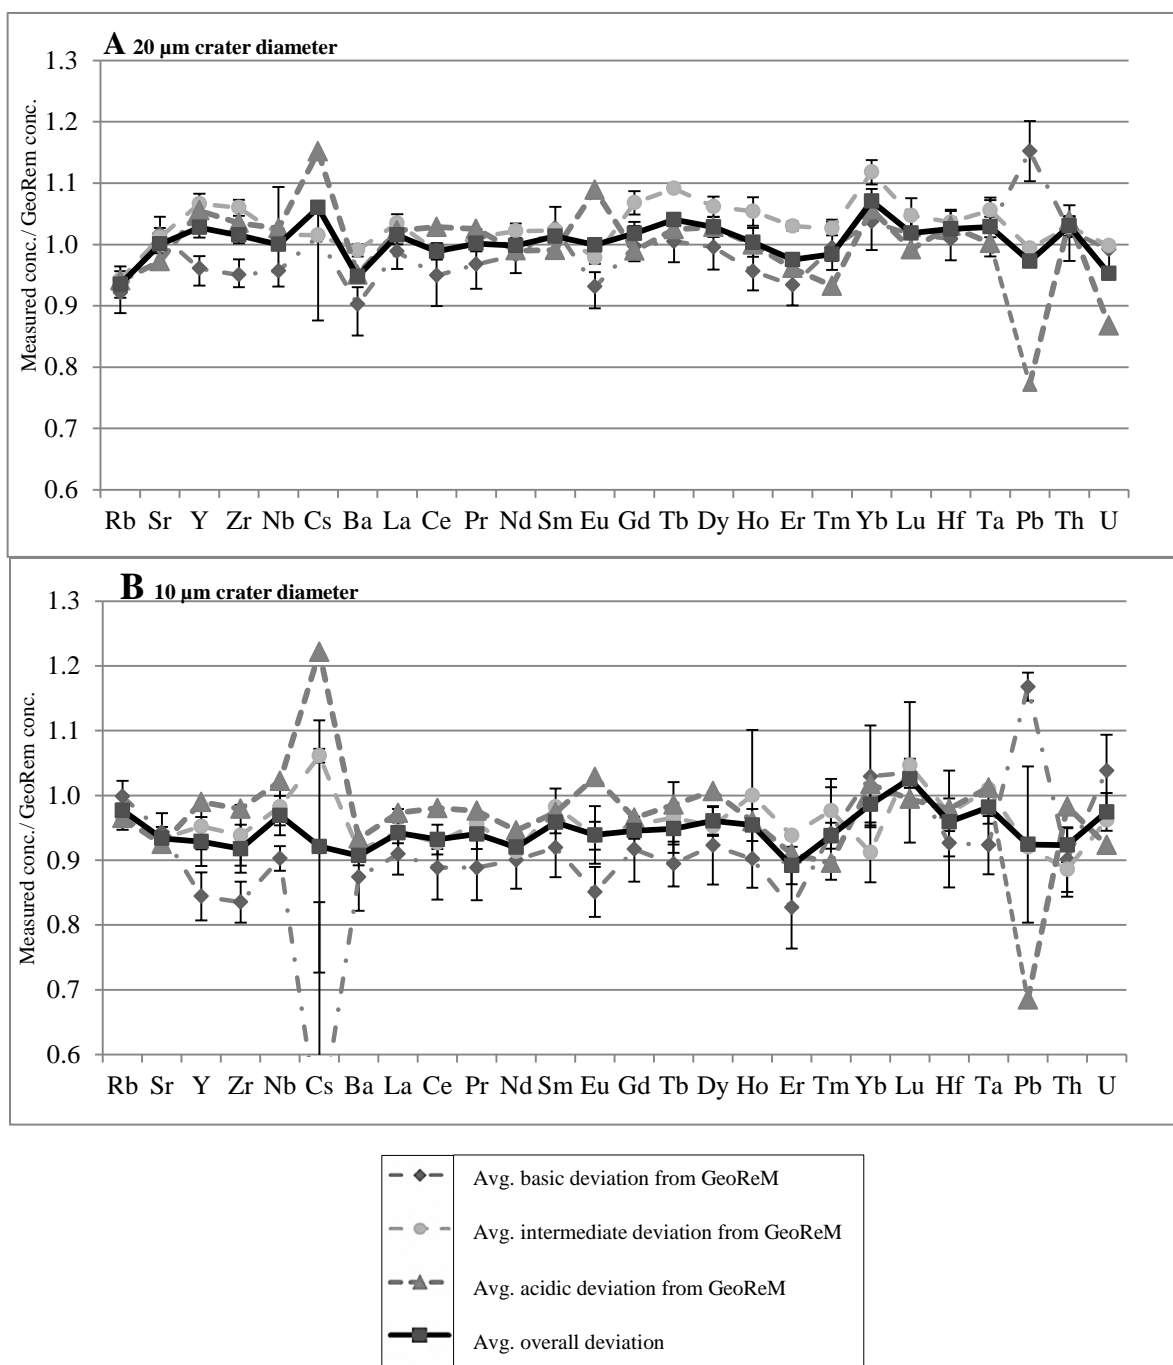 A 20 µm crater diameter
Measured conc./ GeoRem conc.
1.3
1.2
1.1
1.0
0.9
0.8
0.7
0.6
Rb Sr Y Zr Nb Cs Ba La Ce Pr Nd Sm Eu Gd Tb Dy Ho Er Tm Yb Lu Hf Ta Pb Th U
B 10 µm crater diameter
Measured conc./ GeoRem conc.
1.3
1.2
1.1
1.0
0.9
0.8
0.7
0.6
Rb Sr Y Zr Nb Cs Ba La Ce Pr Nd Sm Eu Gd Tb Dy Ho Er Tm Yb Lu Hf Ta Pb Th U
Avg. basic deviation from GeoReM
Avg. intermediate deviation from GeoReM
Avg. acidic deviation from GeoReM
Avg. overall deviation